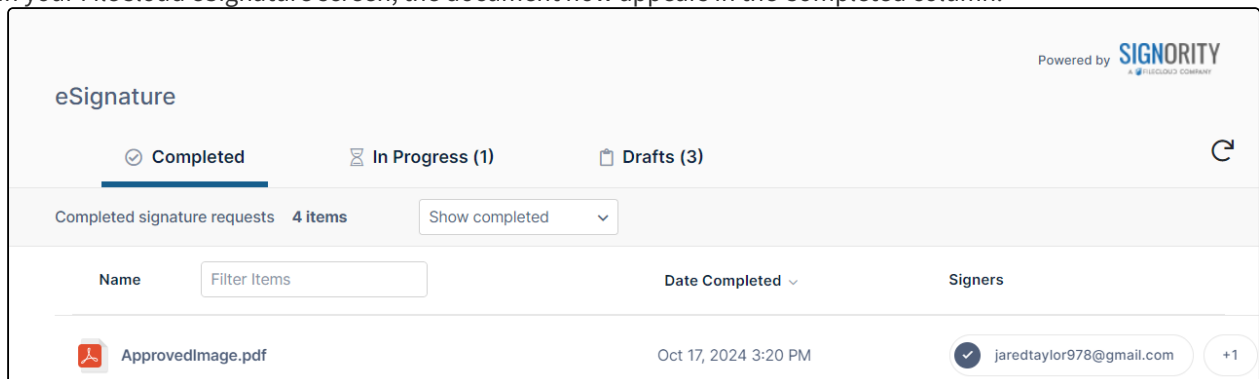 your FileCloud eSignature screen, the document now appears in the Completed column.
Powered by SIGNORITY
A FILECLOUD COMPANY
eSignature
Completed
In Progress (1)
Drafts (3)
Completed signature requests 4 items
Show completed
Name
Filter Items
Date Completed
Signers
ApprovedImage.pdf
Oct 17, 2024 3:20 PM
jaredtaylor978@gmail.com
+1